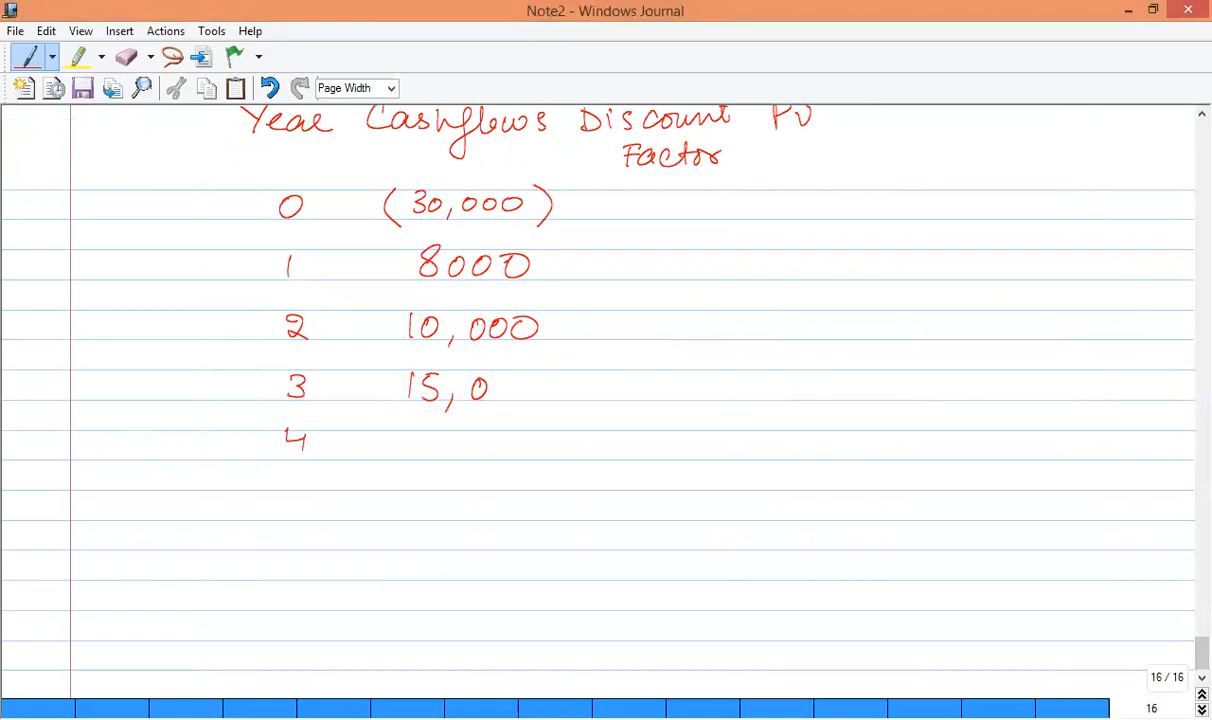 Note2 - Windows Journal
File Edit View Insert Actions Tools Help
Page Width
Year Cashflows Discount PV
Factor
0 (30,000)
1 8000
2 10,000
3 15,0
4
16 / 16
16